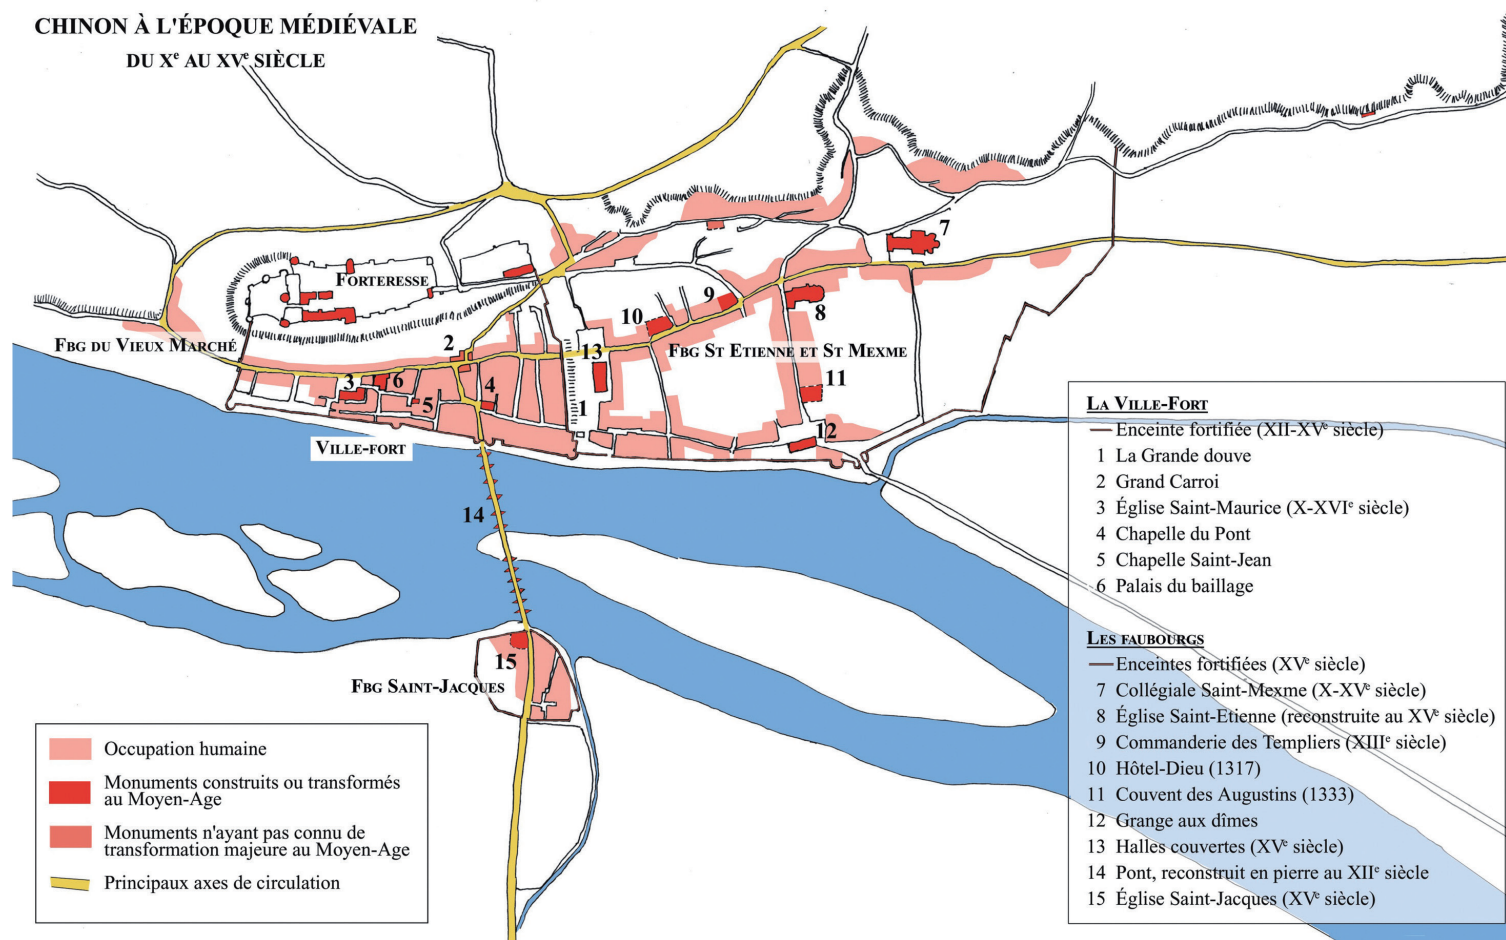 CHINON À L'ÉPOQUE MÉDIÉVALE
DU Xe AU XVe SIÈCLE
FORTERESSE
FBG DU VIEUX MARCHÉ
FBG ST ETIENNE ET ST MEXME
VILLE-FORT
FBG SAINT-JACQUES
7
9
8
10
2
13
3
6
5
4
1
11
12
14
15
Occupation humaine
Monuments construits ou transformés
au Moyen-Age
Monuments n'ayant pas connu de
transformation majeure au Moyen-Age
Principaux axes de circulation
LA VILLE-FORT
Enceinte fortifiée (XII-XVe siècle)
1 La Grande douve
2 Grand Carroi
3 Église Saint-Maurice (X-XVIe siècle)
4 Chapelle du Pont
5 Chapelle Saint-Jean
6 Palais du baillage
LES FAUBOURGS
Enceintes fortifiées (XVe siècle)
7 Collégiale Saint-Mexme (X-XVe siècle)
8 Église Saint-Etienne (reconstruite au XVe siècle)
9 Commanderie des Templiers (XIIIe siècle)
10 Hôtel-Dieu (1317)
11 Couvent des Augustins (1333)
12 Grange aux dîmes
13 Halles couvertes (XVe siècle)
14 Pont, reconstruit en pierre au XIIe siècle
15 Église Saint-Jacques (XVe siècle)